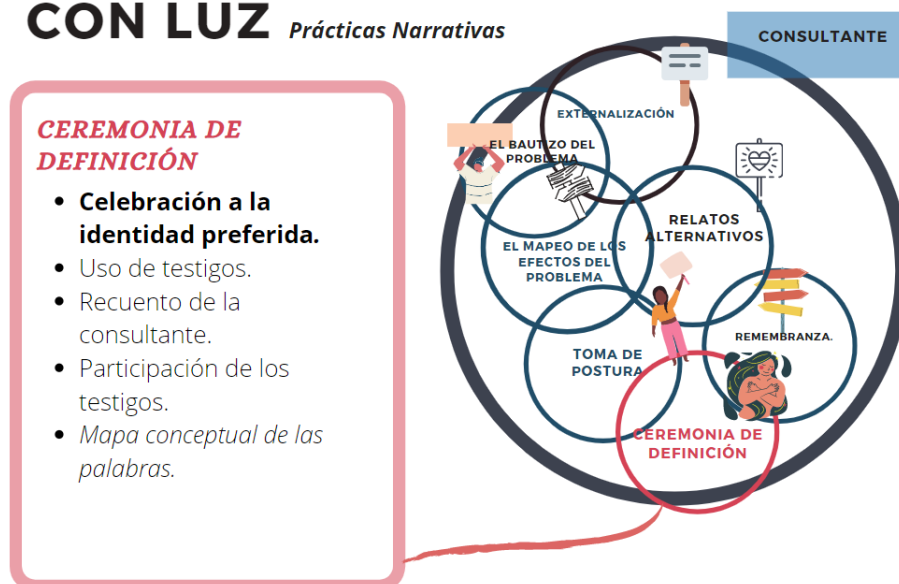 CON LUZ Prácticas Narrativas
CONSULTANTE
CEREMONIA DE
DEFINICIÓN
• Celebración a la
identidad preferida.
• Uso de testigos.
• Recuento de la
consultante.
• Participación de los
testigos.
• Mapa conceptual de las
palabras.
EXTERNALIZACIÓN
EL BAUTIZO DEL
PROBLEMA
RELATOS
ALTERNATIVOS
EL MAPEO DE LOS
EFECTOS DEL
PROBLEMA
REMEMBRANZA.
TOMA DE
POSTURA
CEREMONIA DE
DEFINICIÓN